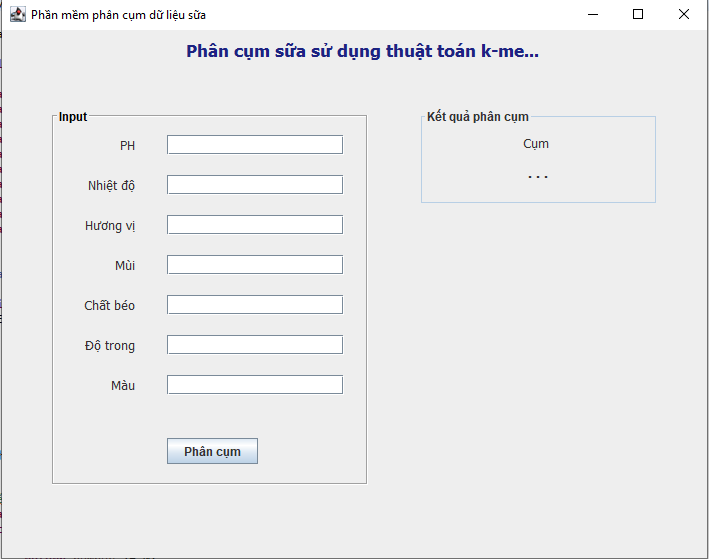 Phần mềm phân cụm dữ liệu sữa
Phân cụm sữa sử dụng thuật toán k-me...
Input
PH
Nhiệt độ
Hương vị
Mùi
Chất béo
Độ trong
Màu
Phân cụm
Kết quả phân cụm
Cụm
...